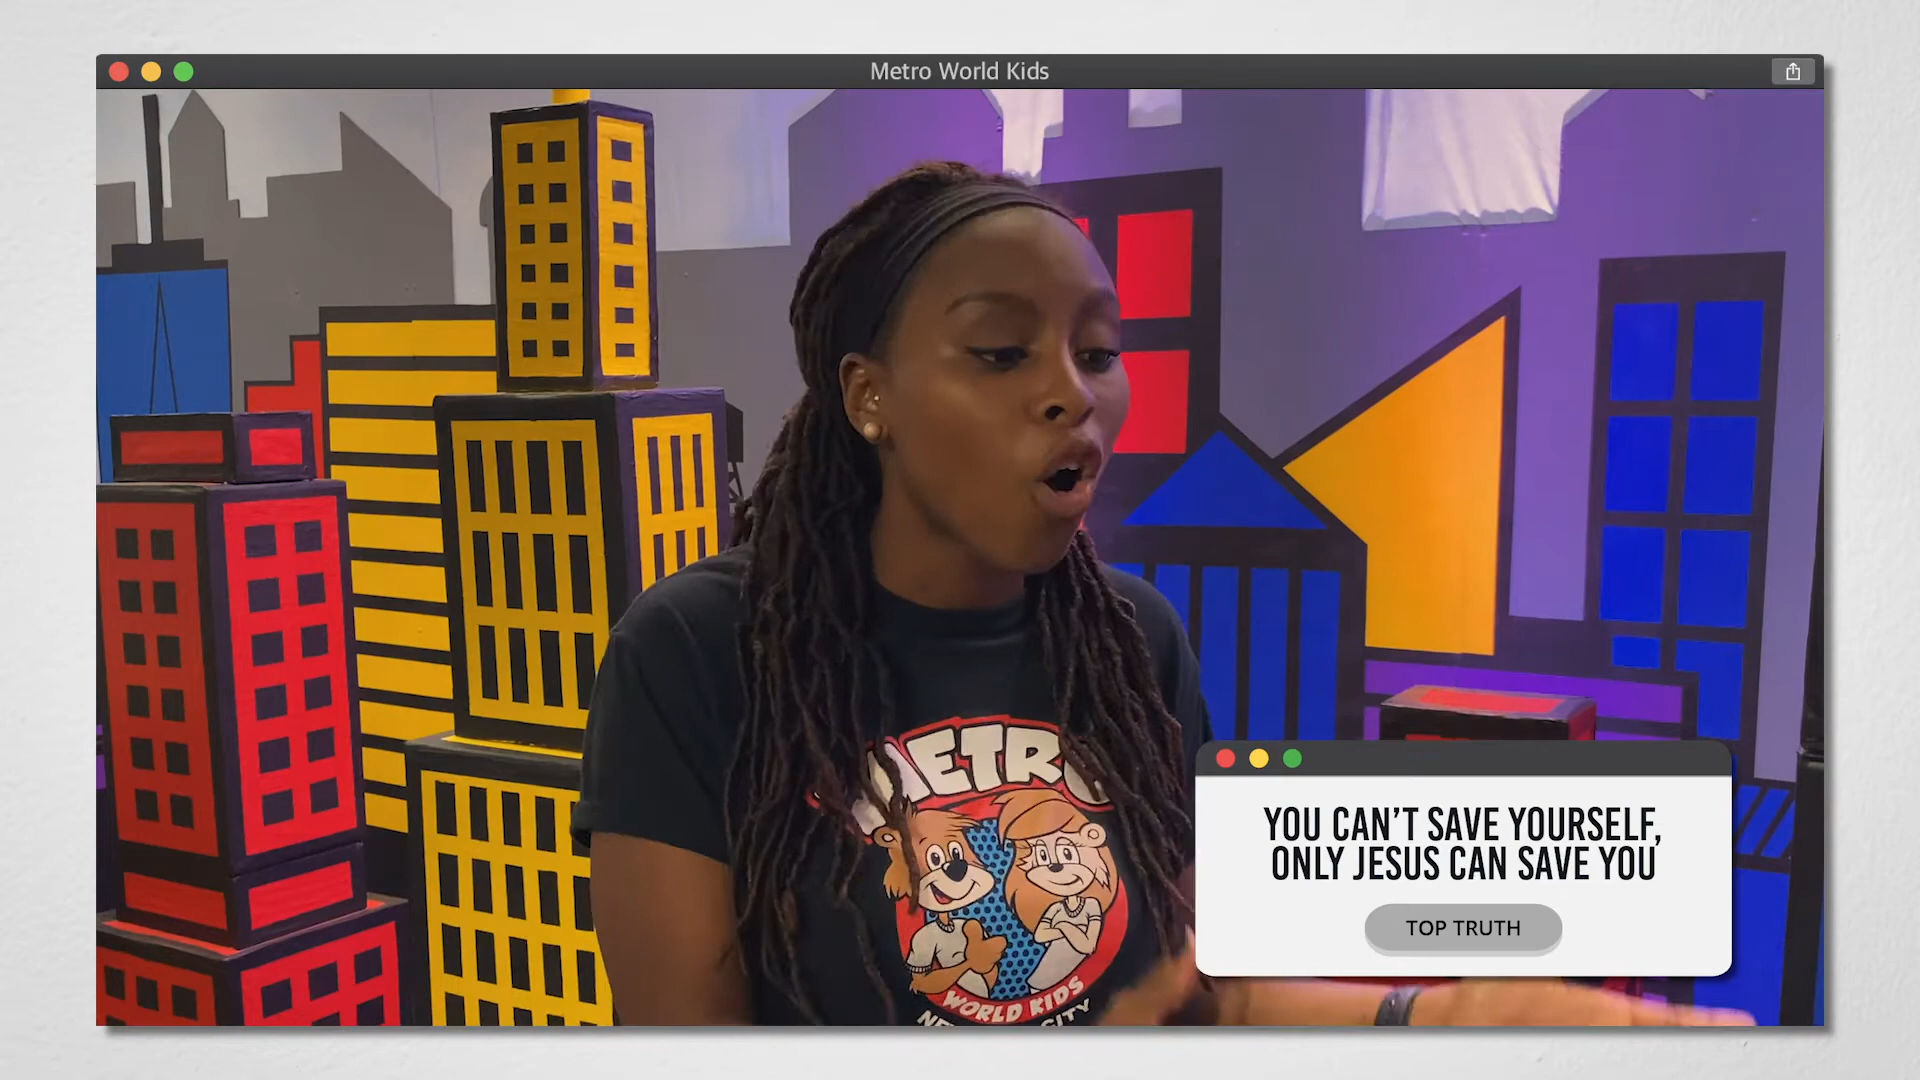 Metro World Kids
METRO
WORLD KIDS
YOU CAN'T SAVE YOURSELF,
ONLY JESUS CAN SAVE YOU
TOP TRUTH